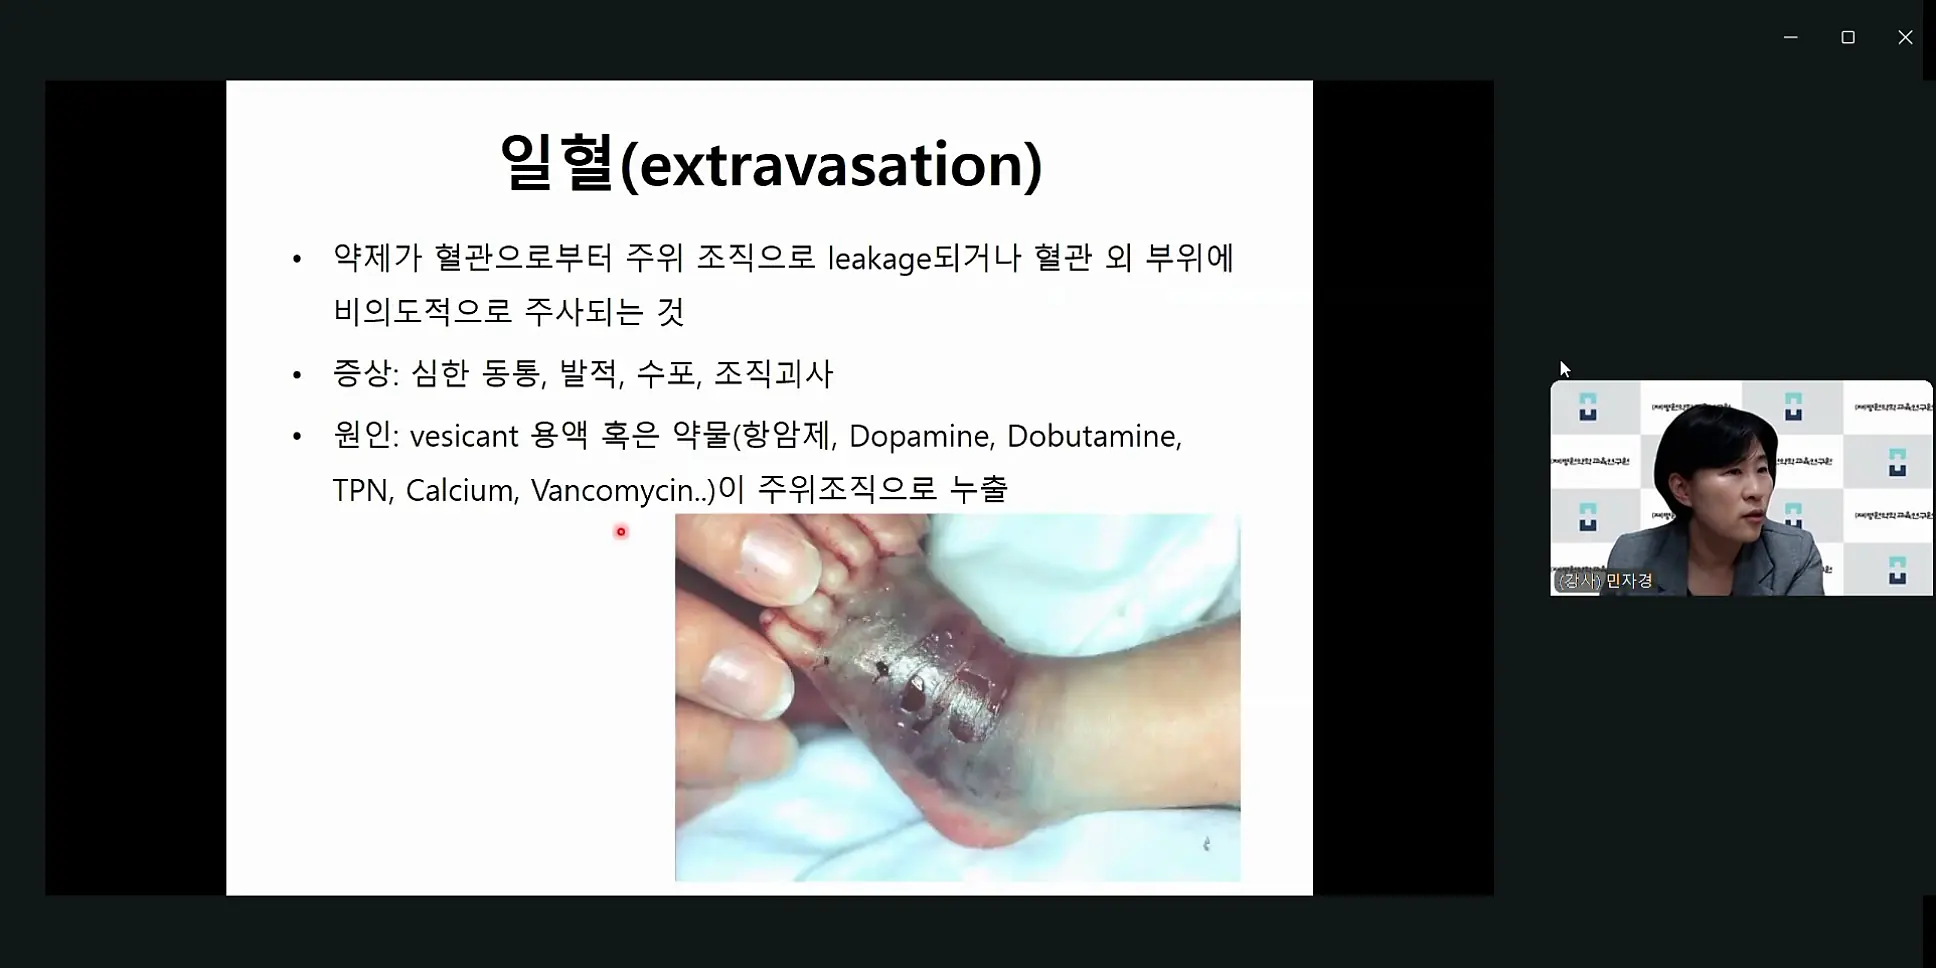 일혈(extravasation)
• 약제가 혈관으로부터 주위 조직으로 leakage되거나 혈관 외 부위에
비의도적으로 주사되는 것
• 증상: 심한 동통, 발적, 수포, 조직괴사
• 원인: vesicant 용액 혹은 약물(항암제, Dopamine, Dobutamine,
TPN, Calcium, Vancomycin..)이 주위조직으로 누출
(강사) 민자경